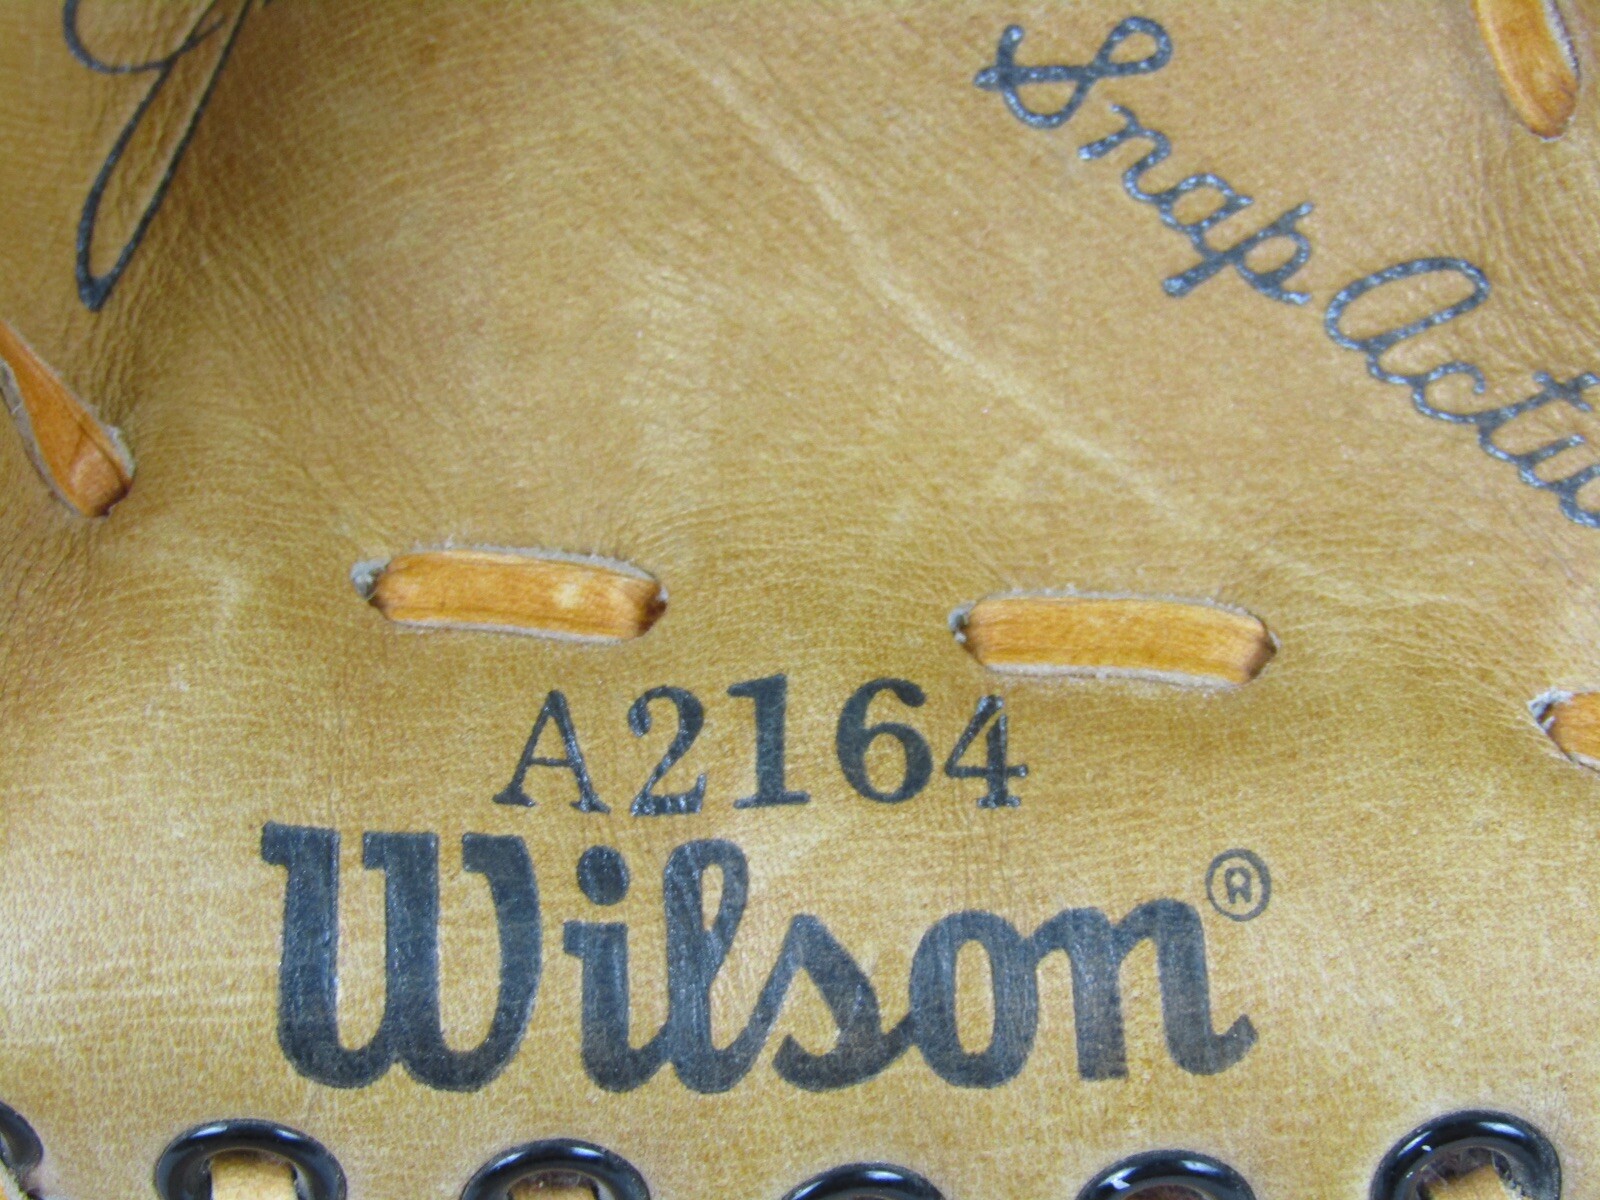 Snap Actio
A2164
Wilson®